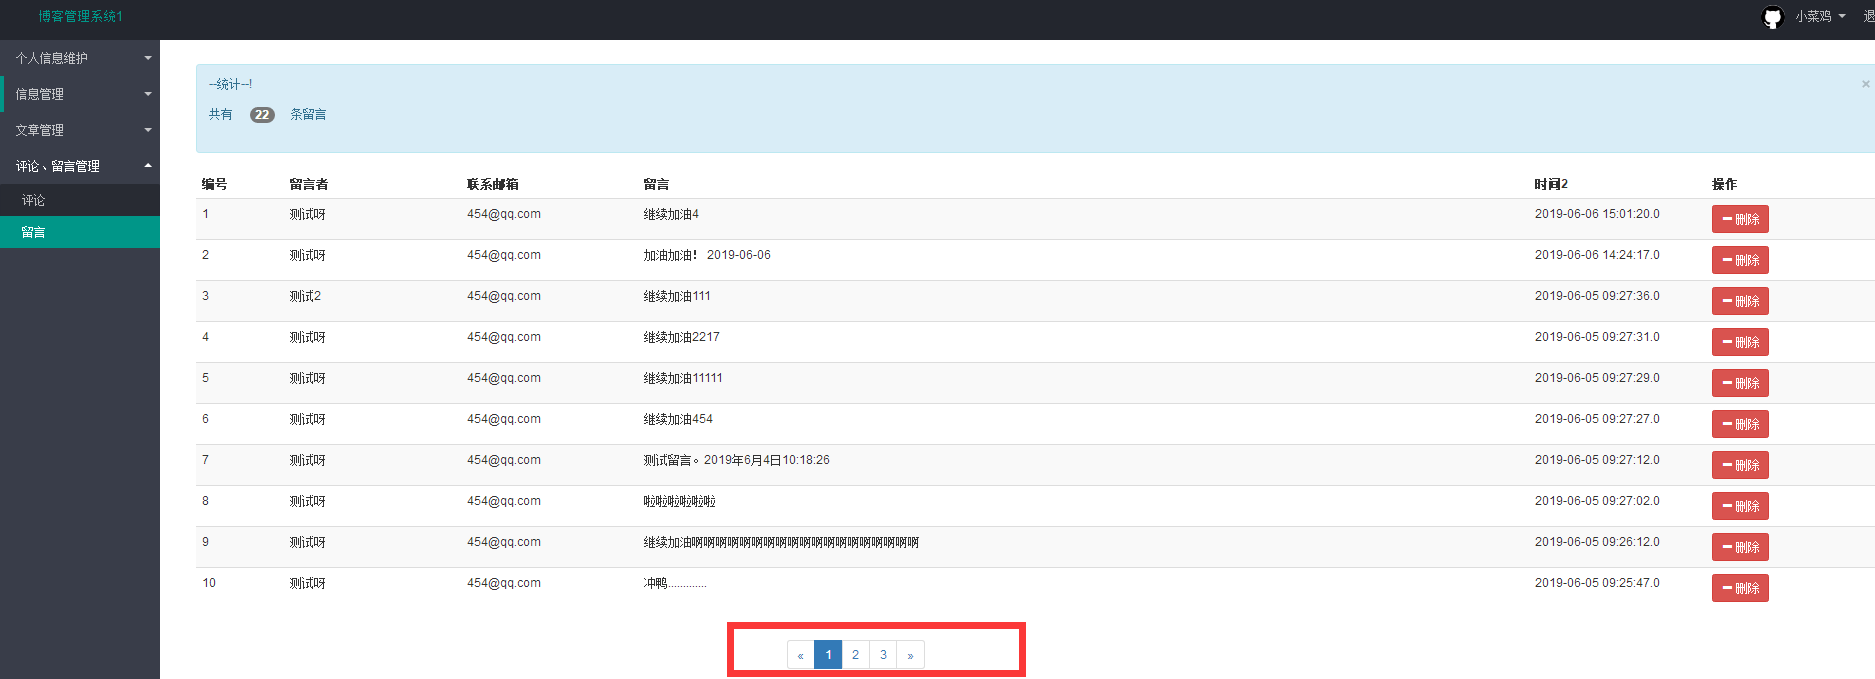 博客管理系统1
小菜鸡
个人信息维护
信息管理
文章管理
评论、留言管理
评论
留言
--统计--!
×
共有 22 条留言
编号 留言者 联系邮箱 留言 时间2 操作
1 测试呀 454@qq.com 继续加油4 2019-06-06 15:01:20.0 删除
2 测试呀 454@qq.com 加油加油! 2019-06-06 2019-06-06 14:24:17.0 删除
3 测试2 454@qq.com 继续加油111 2019-06-05 09:27:36.0 删除
4 测试呀 454@qq.com 继续加油2217 2019-06-05 09:27:31.0 删除
5 测试呀 454@qq.com 继续加油11111 2019-06-05 09:27:29.0 删除
6 测试呀 454@qq.com 继续加油454 2019-06-05 09:27:27.0 删除
7 测试呀 454@qq.com 测试留言。2019年6月4日10:18:26 2019-06-05 09:27:12.0 删除
8 测试呀 454@qq.com 啦啦啦啦啦啦 2019-06-05 09:27:02.0 删除
9 测试呀 454@qq.com 继续加油啊啊啊啊啊啊啊啊啊啊啊啊啊啊啊啊啊啊啊 2019-06-05 09:26:12.0 删除
10 测试呀 454@qq.com 冲鸭............. 2019-06-05 09:25:47.0 删除
« 1 2 3 »